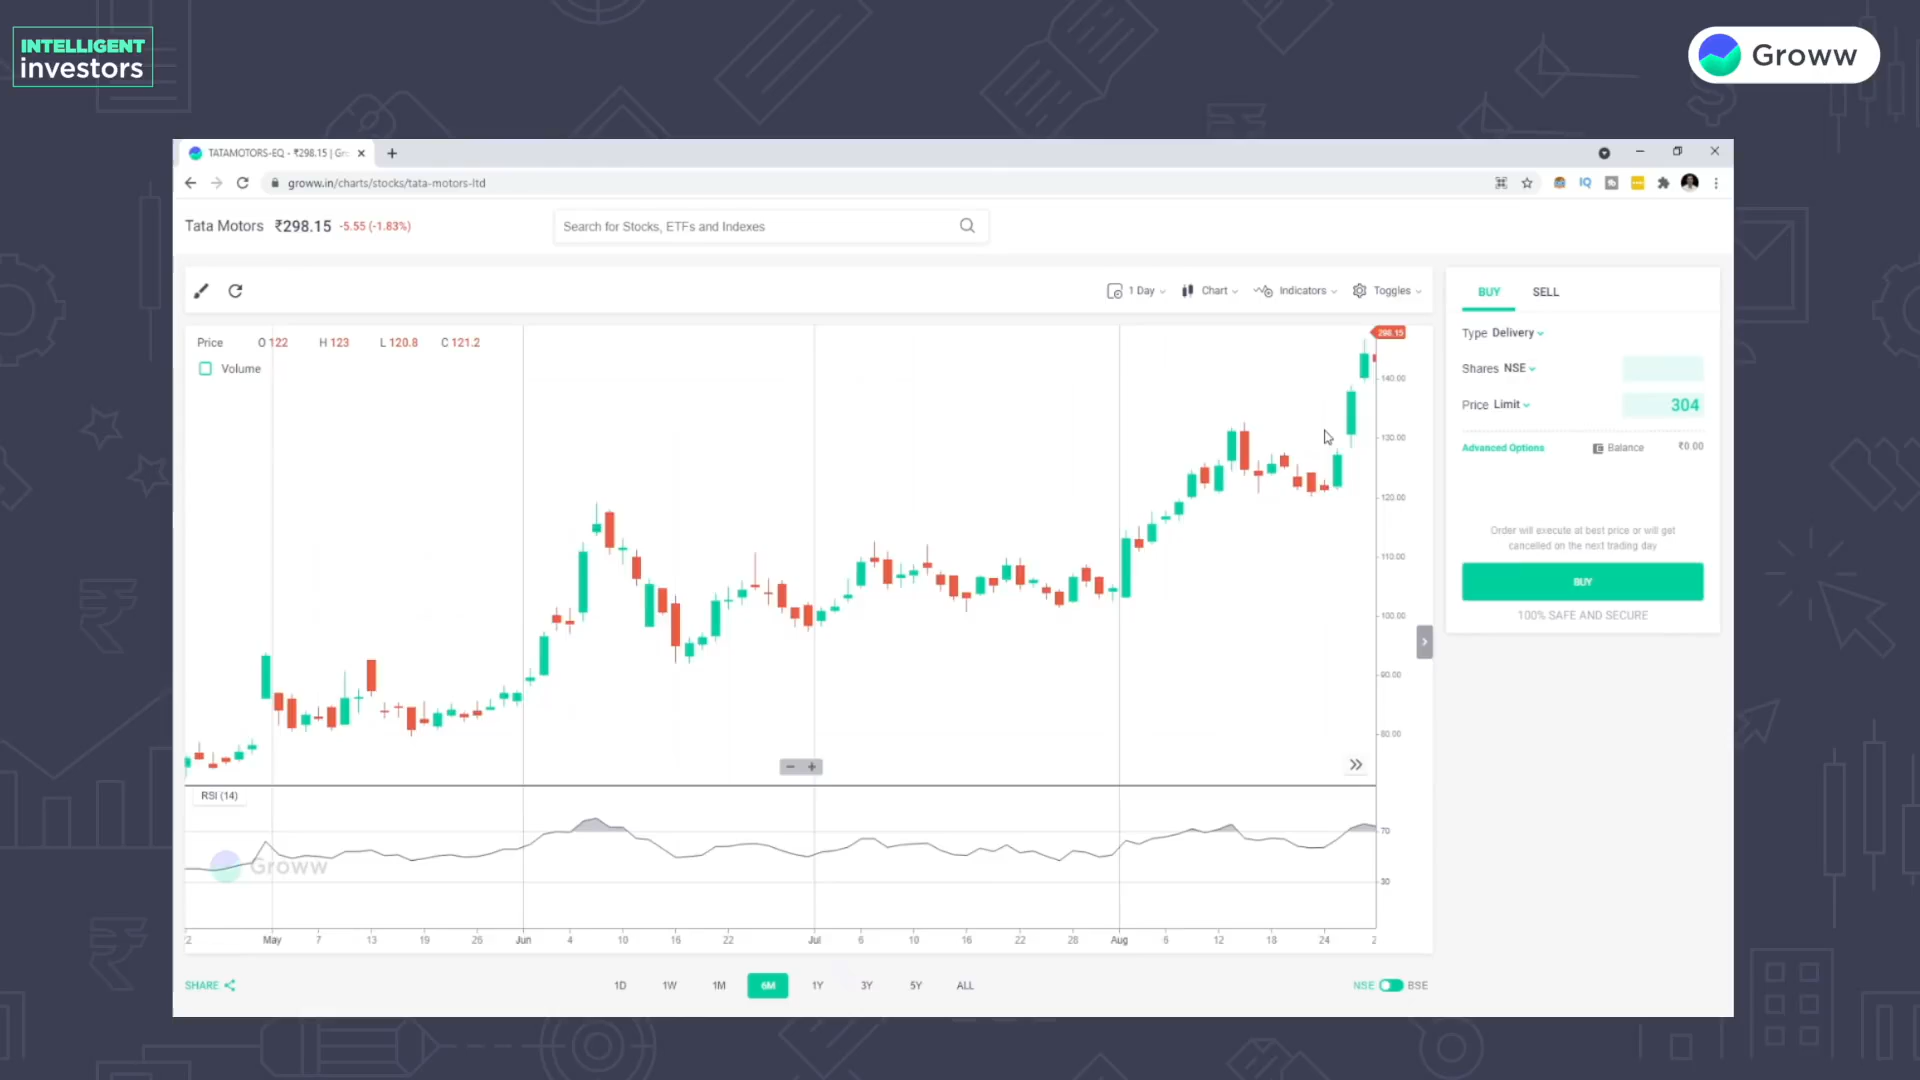 INTELLIGENT
investors
Groww
TATAMOTORS-EQ - ₹298.15 | Gr
groww.in/charts/stocks/tata-motors-ltd
IQ
Tata Motors ₹298.15 -5.55 (-1.83%)
Search for Stocks, ETFs and Indexes
1 Day Chart Indicators Toggles
BUY SELL
Price O 122 H 123 L 120.8 C 121.2
Volume
298.15
Type Delivery
Shares NSE
Price Limit 304
Advanced Options Balance ₹0.00
Order will execute at best price or will get
cancelled on the next trading day
BUY
100% SAFE AND SECURE
140.00
130.00
120.00
110.00
100.00
90.00
80.00
RSI (14)
70
Groww
30
2 May 7 13 19 26 Jun 4 10 16 22 Jul 6 10 16 22 28 Aug 6 12 18 24 2
SHARE 1D 1W 1M 6M 1Y 3Y 5Y ALL NSE BSE